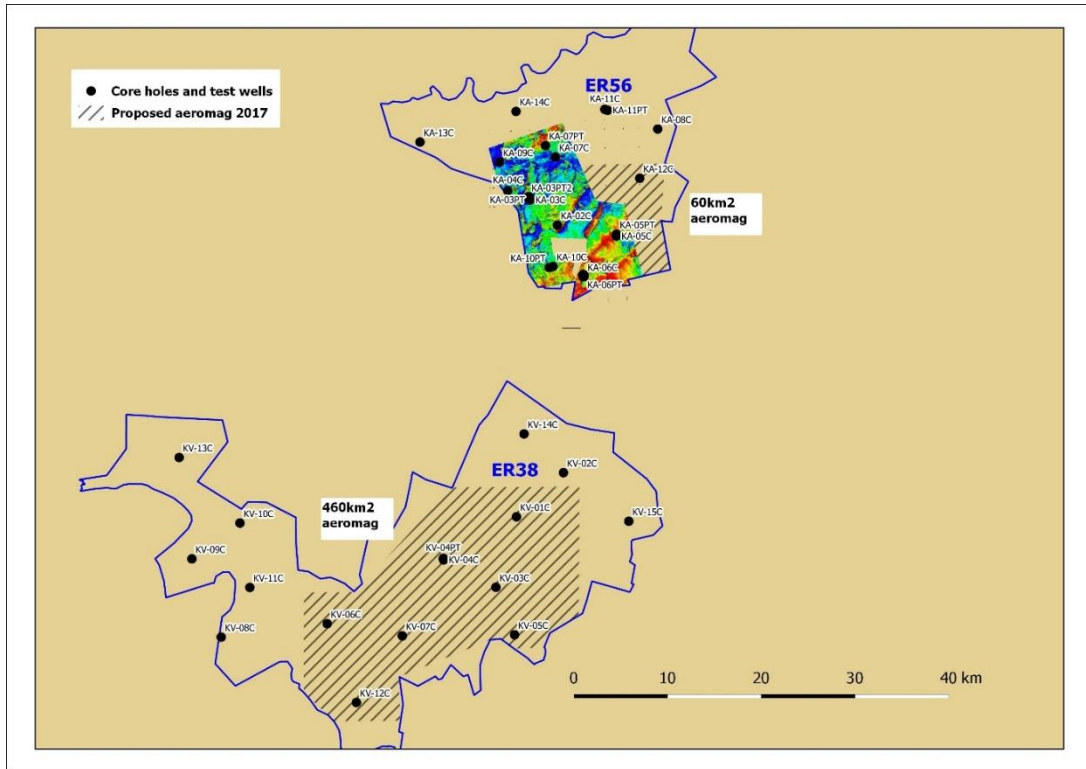 Core holes and test wells
Proposed aeromag 2017
ER56
KA-14C
KA-11C
KA-11PT
KA-08C
KA-13C
KA-07PT
KA-07C
KA-09C
KA-12C
KA-04C
KA-03PT2
KA-03PT
KA-03C
60km2
aeromag
KA-02C
KA-05PT
KA-05C
KA-10PT
KA-10C
KA-06C
KA-06PT
KV-14C
KV-13C
ER38
KV-02C
460km2
aeromag
KV-01C
KV-15C
KV-10C
KV-04PT
KV-04C
KV-09C
KV-11C
KV-03C
KV-06C
KV-08C
KV-07C
KV-05C
KV-12C
0 10 20 30 40 km